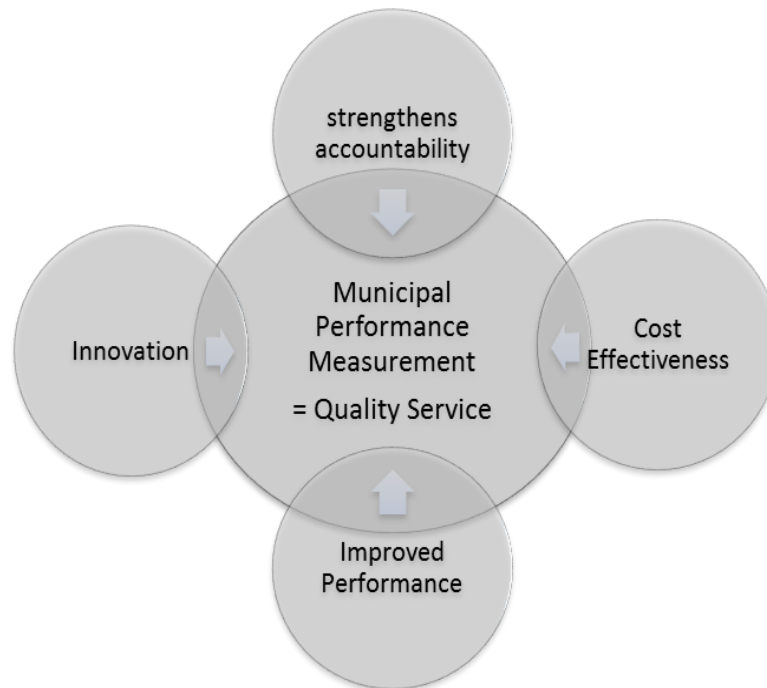 strengthens
accountability
Innovation
Municipal
Performance
Measurement
= Quality Service
Cost
Effectiveness
Improved
Performance